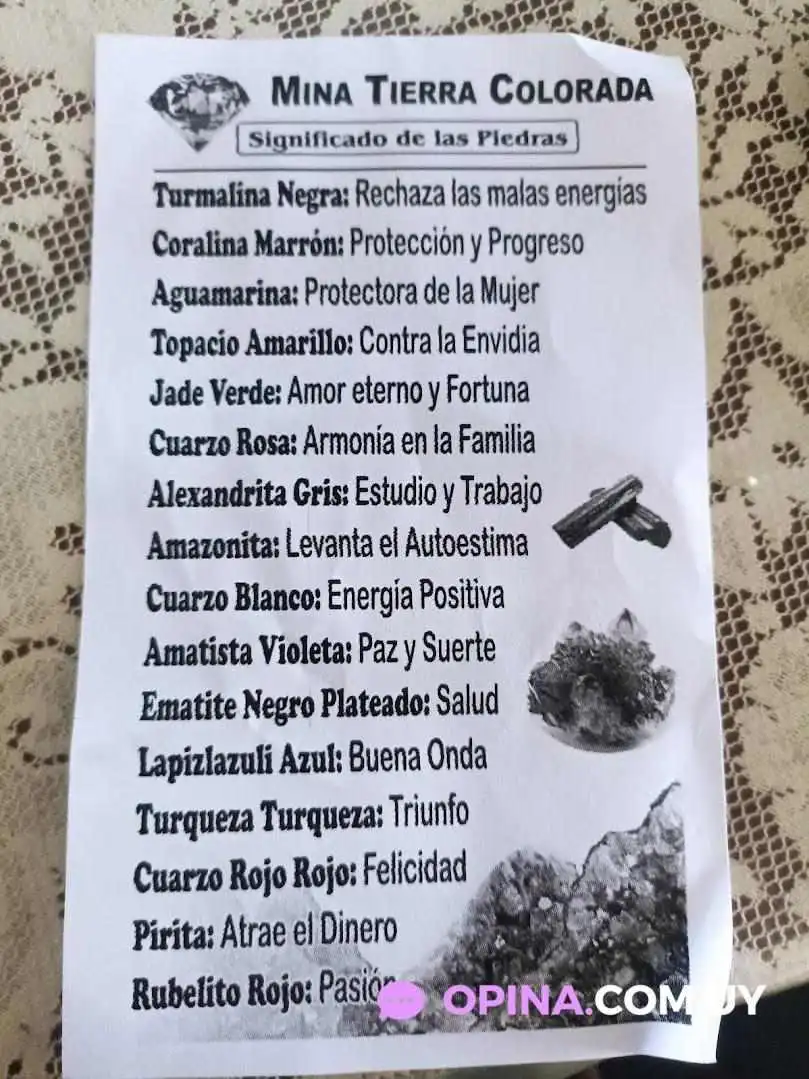 MINA TIERRA COLORADA
Significado de las Piedras
Turmalina Negra: Rechaza las malas energías
Coralina Marrón: Protección y Progreso
Aguamarina: Protectora de la Mujer
Topacio Amarillo: Contra la Envidia
Jade Verde: Amor eterno y Fortuna
Cuarzo Rosa: Armonía en la Familia
Alexandrita Gris: Estudio y Trabajo
Amazonita: Levanta el Autoestima
Cuarzo Blanco: Energía Positiva
Amatista Violeta: Paz y Suerte
Ematite Negro Plateado: Salud
Lapizlazuli Azul: Buena Onda
Turqueza Turqueza: Triunfo
Cuarzo Rojo Rojo: Felicidad
Pirita: Atrae el Dinero
Rubelito Rojo: Pasión
OPINA.COM.UY